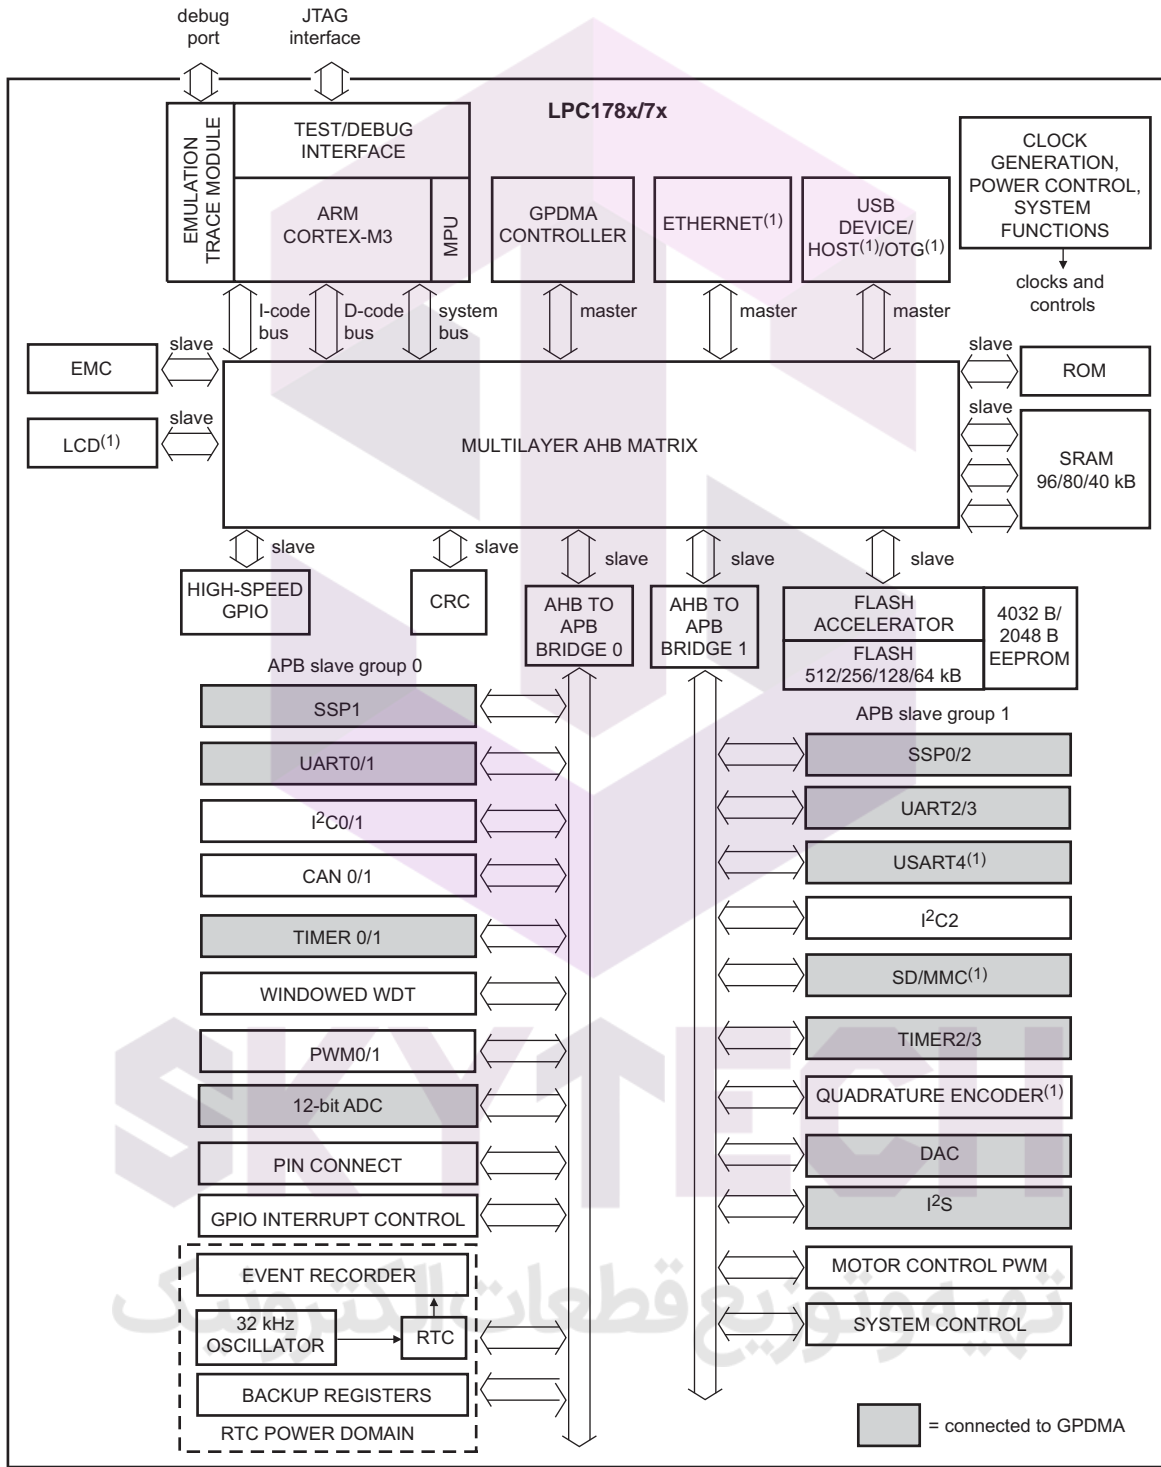 debug
port
JTAG
interface
LPC178x/7x
EMULATION
TRACE MODULE
TEST/DEBUG
INTERFACE
ARM
CORTEX-M3
MPU
GPDMA
CONTROLLER
ETHERNET(1)
USB
DEVICE/
HOST(1)/OTG(1)
CLOCK
GENERATION,
POWER CONTROL,
SYSTEM
FUNCTIONS
clocks and
controls
I-code
bus
D-code
bus
system
bus
master
master
master
EMC
slave
LCD(1)
slave
MULTILAYER AHB MATRIX
slave
ROM
slave
SRAM
96/80/40 kB
slave
slave
slave
slave
slave
HIGH-SPEED
GPIO
CRC
AHB TO
APB
BRIDGE 0
AHB TO
APB
BRIDGE 1
FLASH
ACCELERATOR
FLASH
512/256/128/64 kB
4032 B/
2048 B
EEPROM
APB slave group 0
SSP1
UART0/1
I2C0/1
CAN 0/1
TIMER 0/1
WINDOWED WDT
PWM0/1
12-bit ADC
PIN CONNECT
GPIO INTERRUPT CONTROL
EVENT RECORDER
32 kHz
OSCILLATOR
RTC
BACKUP REGISTERS
RTC POWER DOMAIN
APB slave group 1
SSP0/2
UART2/3
USART4(1)
I2C2
SD/MMC(1)
TIMER2/3
QUADRATURE ENCODER(1)
DAC
I2S
MOTOR CONTROL PWM
SYSTEM CONTROL
= connected to GPDMA
SKYTECH
تهیه و توزیع قطعات الکترونیک